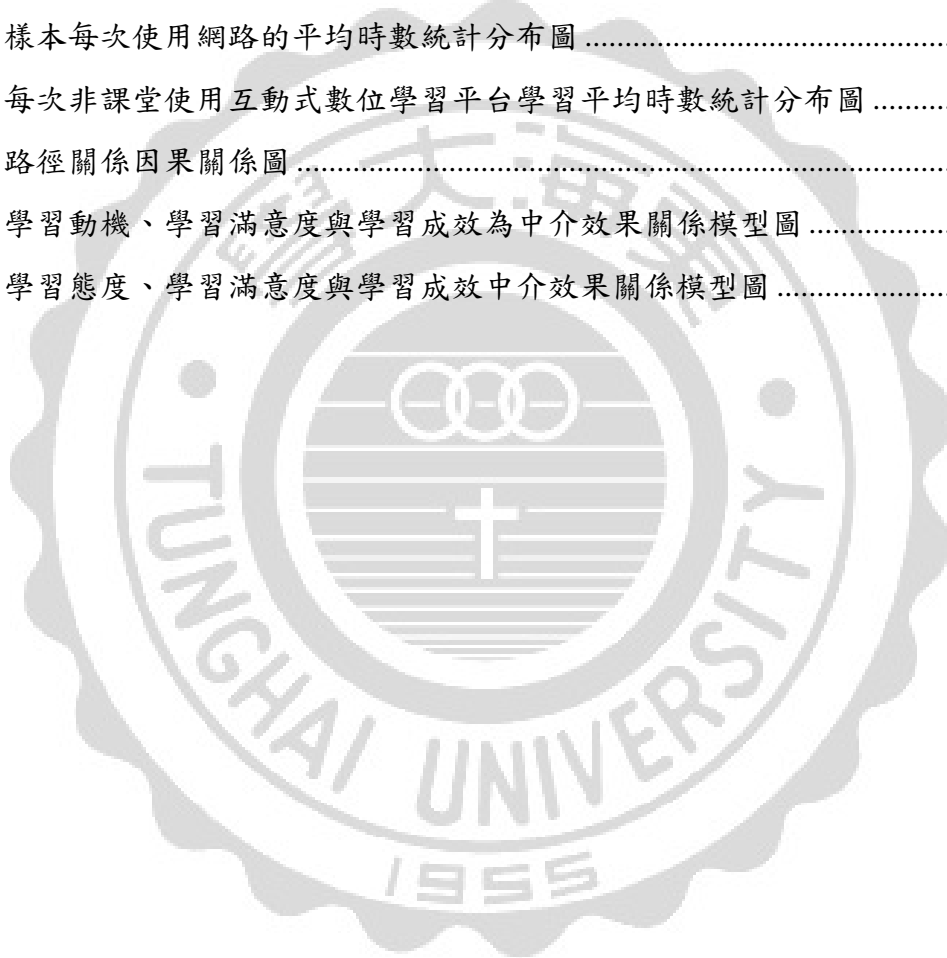 樣本每次使用網路的平均時數統計分布圖
每次非課堂使用互動式數位學習平台學習平均時數統計分布圖
路徑關係因果關係圖
學習動機、學習滿意度與學習成效為中介效果關係模型圖
學習態度、學習滿意度與學習成效中介效果關係模型圖
TUNGHAI UNIVERSITY
1955